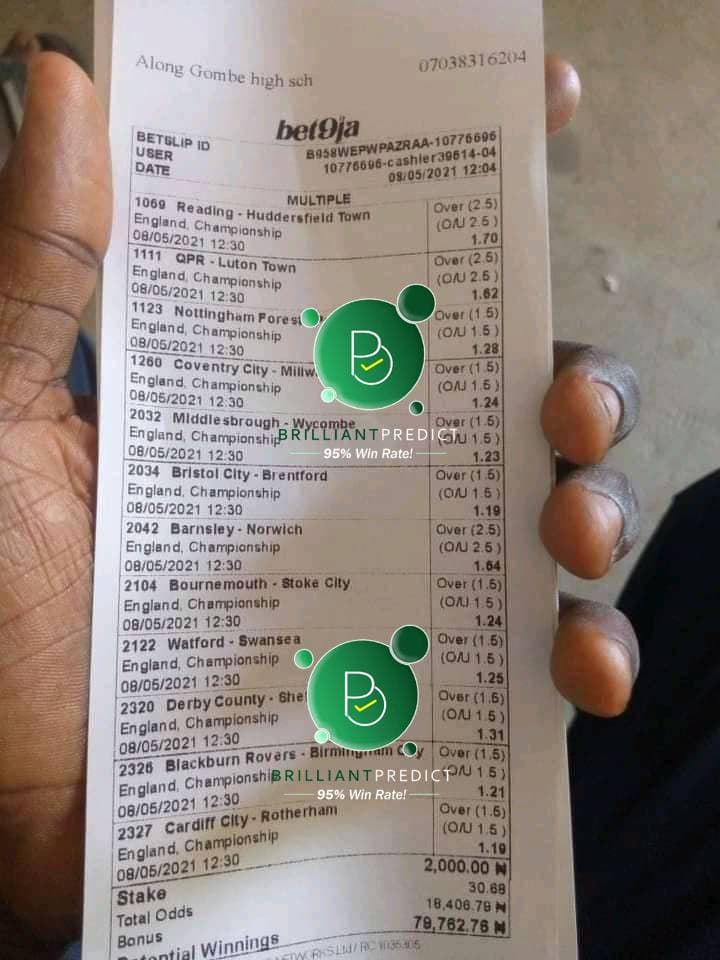 Along Gombe high sch 07038316204
bet9ja
BETSLIP ID B958WEPWPAZRAA-10776696
USER 10776696-cashier39614-04
DATE 08/05/2021 12:04
MULTIPLE
1069 Reading - Huddersfield Town Over (2.5)
England, Championship (O/U 2.5 )
08/05/2021 12:30 1.70
1111 QPR - Luton Town Over (2.5)
England, Championship (O/U 2.5 )
08/05/2021 12:30 1.62
1123 Nottingham Fores Over (1.5)
England, Championship (O/U 1.5 )
08/05/2021 12:30 1.28
1260 Coventry City - Millw Over (1.5)
England, Championship (O/U 1.5 )
08/05/2021 12:30 1.24
2032 Middlesbrough - Wycombe Over (1.5)
England, Championship (O/U 1.5 )
08/05/2021 12:30 1.23
BRILLIANTPREDICT
95% Win Rate!
2034 Bristol City - Brentford Over (1.5)
England, Championship (O/U 1.5 )
08/05/2021 12:30 1.19
2042 Barnsley - Norwich Over (2.5)
England, Championship (O/U 2.5 )
08/05/2021 12:30 1.64
2104 Bournemouth - Stoke City Over (1.5)
England, Championship (O/U 1.5 )
08/05/2021 12:30 1.24
2122 Watford - Swansea Over (1.5)
England, Championship (O/U 1.5 )
08/05/2021 12:30 1.25
2320 Derby County - She Over (1.5)
England, Championship (O/U 1.5 )
08/05/2021 12:30 1.31
2326 Blackburn Rovers - Birmingham City Over (1.5)
England, Championship (O/U 1.5 )
08/05/2021 12:30 1.21
BRILLIANTPREDICT
95% Win Rate!
2327 Cardiff City - Rotherham Over (1.5)
England, Championship (O/U 1.5 )
08/05/2021 12:30 1.19
Stake 2,000.00 ₦
Total Odds 30.68
Bonus 18,406.79 ₦
Potential Winnings 79,762.76 ₦